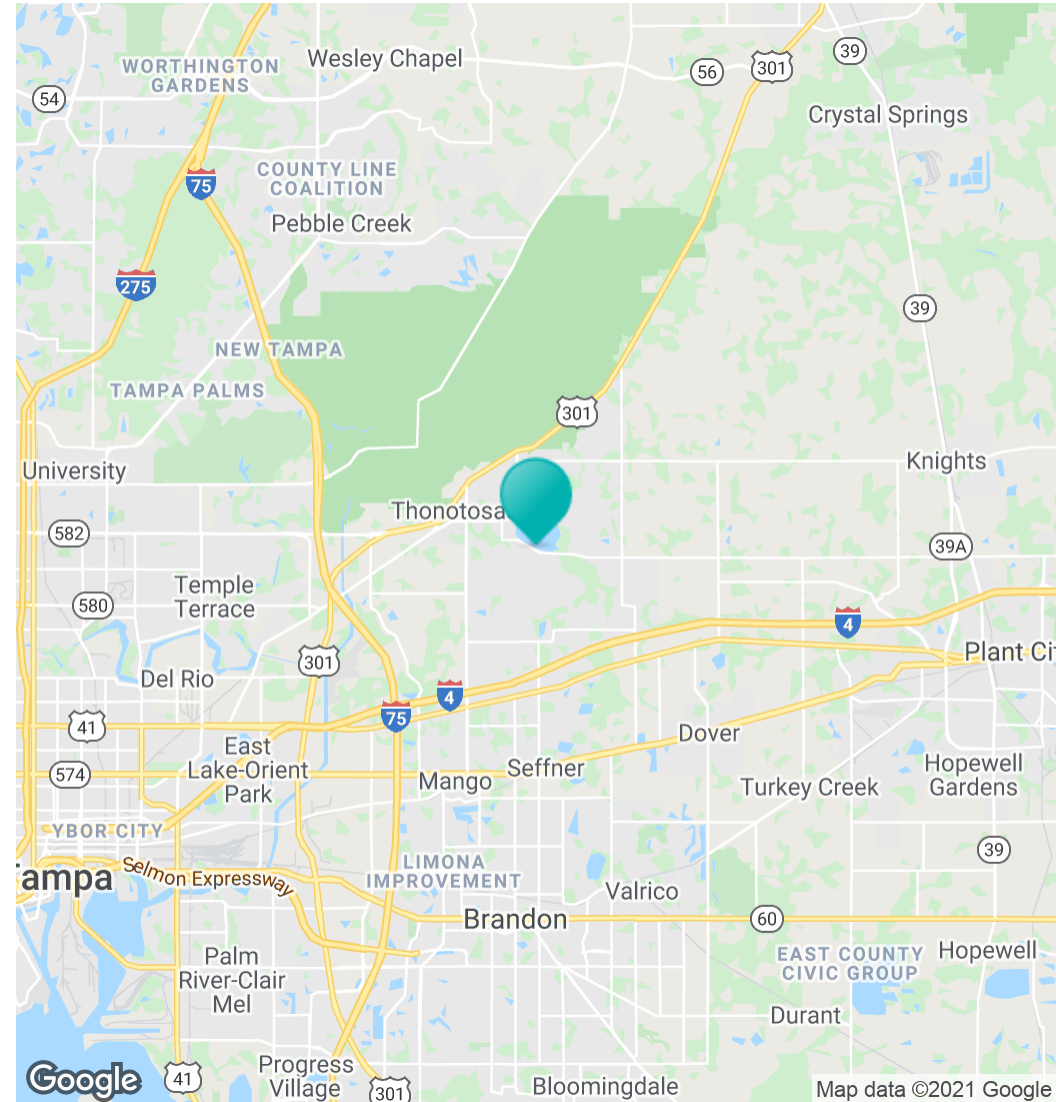 WORTHINGTON
GARDENS
Wesley Chapel
56
301
39
54
Crystal Springs
COUNTY LINE
COALITION
75
Pebble Creek
275
39
NEW TAMPA
TAMPA PALMS
301
University
Knights
Thonotosa
582
39A
Temple
Terrace
580
4
301
Plant Ci
Del Rio
4
75
41
Dover
East
Lake-Orient
Park
574
Mango
Seffner
Turkey Creek
Hopewell
Gardens
YBOR CITY
39
LIMONA
IMPROVEMENT
Tampa
Selmon Expressway
Valrico
Brandon
60
Palm
River-Clair
Mel
EAST COUNTY
CIVIC GROUP
Hopewell
Durant
Progress
Village
Google
41
301
Bloomingdale
Map data ©2021 Google